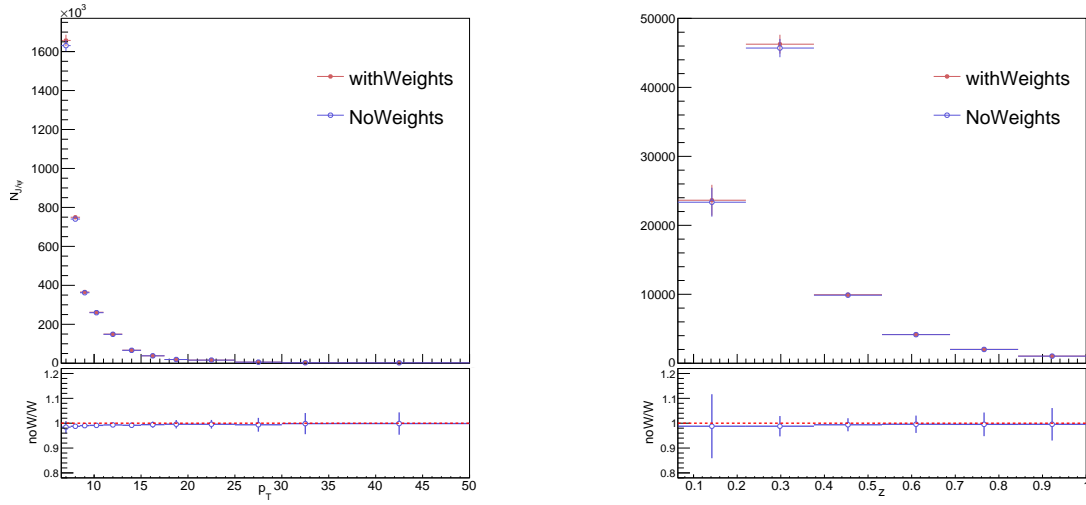 ×10³
1600
1400
1200
1000
800
600
400
200
0
N_{J/ψ}
withWeights
NoWeights
1.2
1.1
1
0.9
0.8
noW/W
10 15 20 25 30 35 40 45 50
p_T
50000
40000
30000
20000
10000
0
withWeights
NoWeights
1.2
1.1
1
0.9
0.8
noW/W
0.1 0.2 0.3 0.4 0.5 0.6 0.7 0.8 0.9 1
z